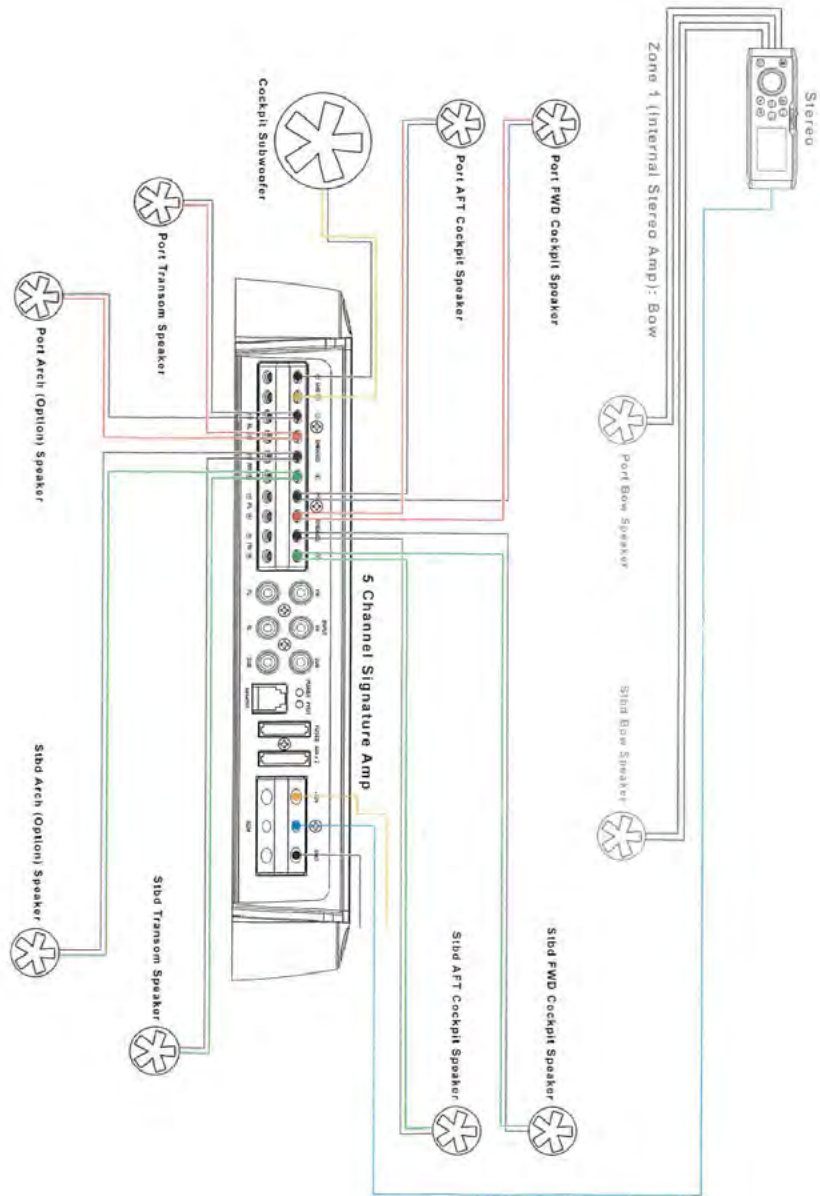 Stereo
Zone 1 (Internal Stereo Amp): Bow
Port Bow Speaker
Stbd Bow Speaker
Port FWD Cockpit Speaker
Stbd FWD Cockpit Speaker
Port AFT Cockpit Speaker
Stbd AFT Cockpit Speaker
5 Channel Signature Amp
Cockpit Subwoofer
Port Transom Speaker
Stbd Transom Speaker
Port Arch (Option) Speaker
Stbd Arch (Option) Speaker
INPUT